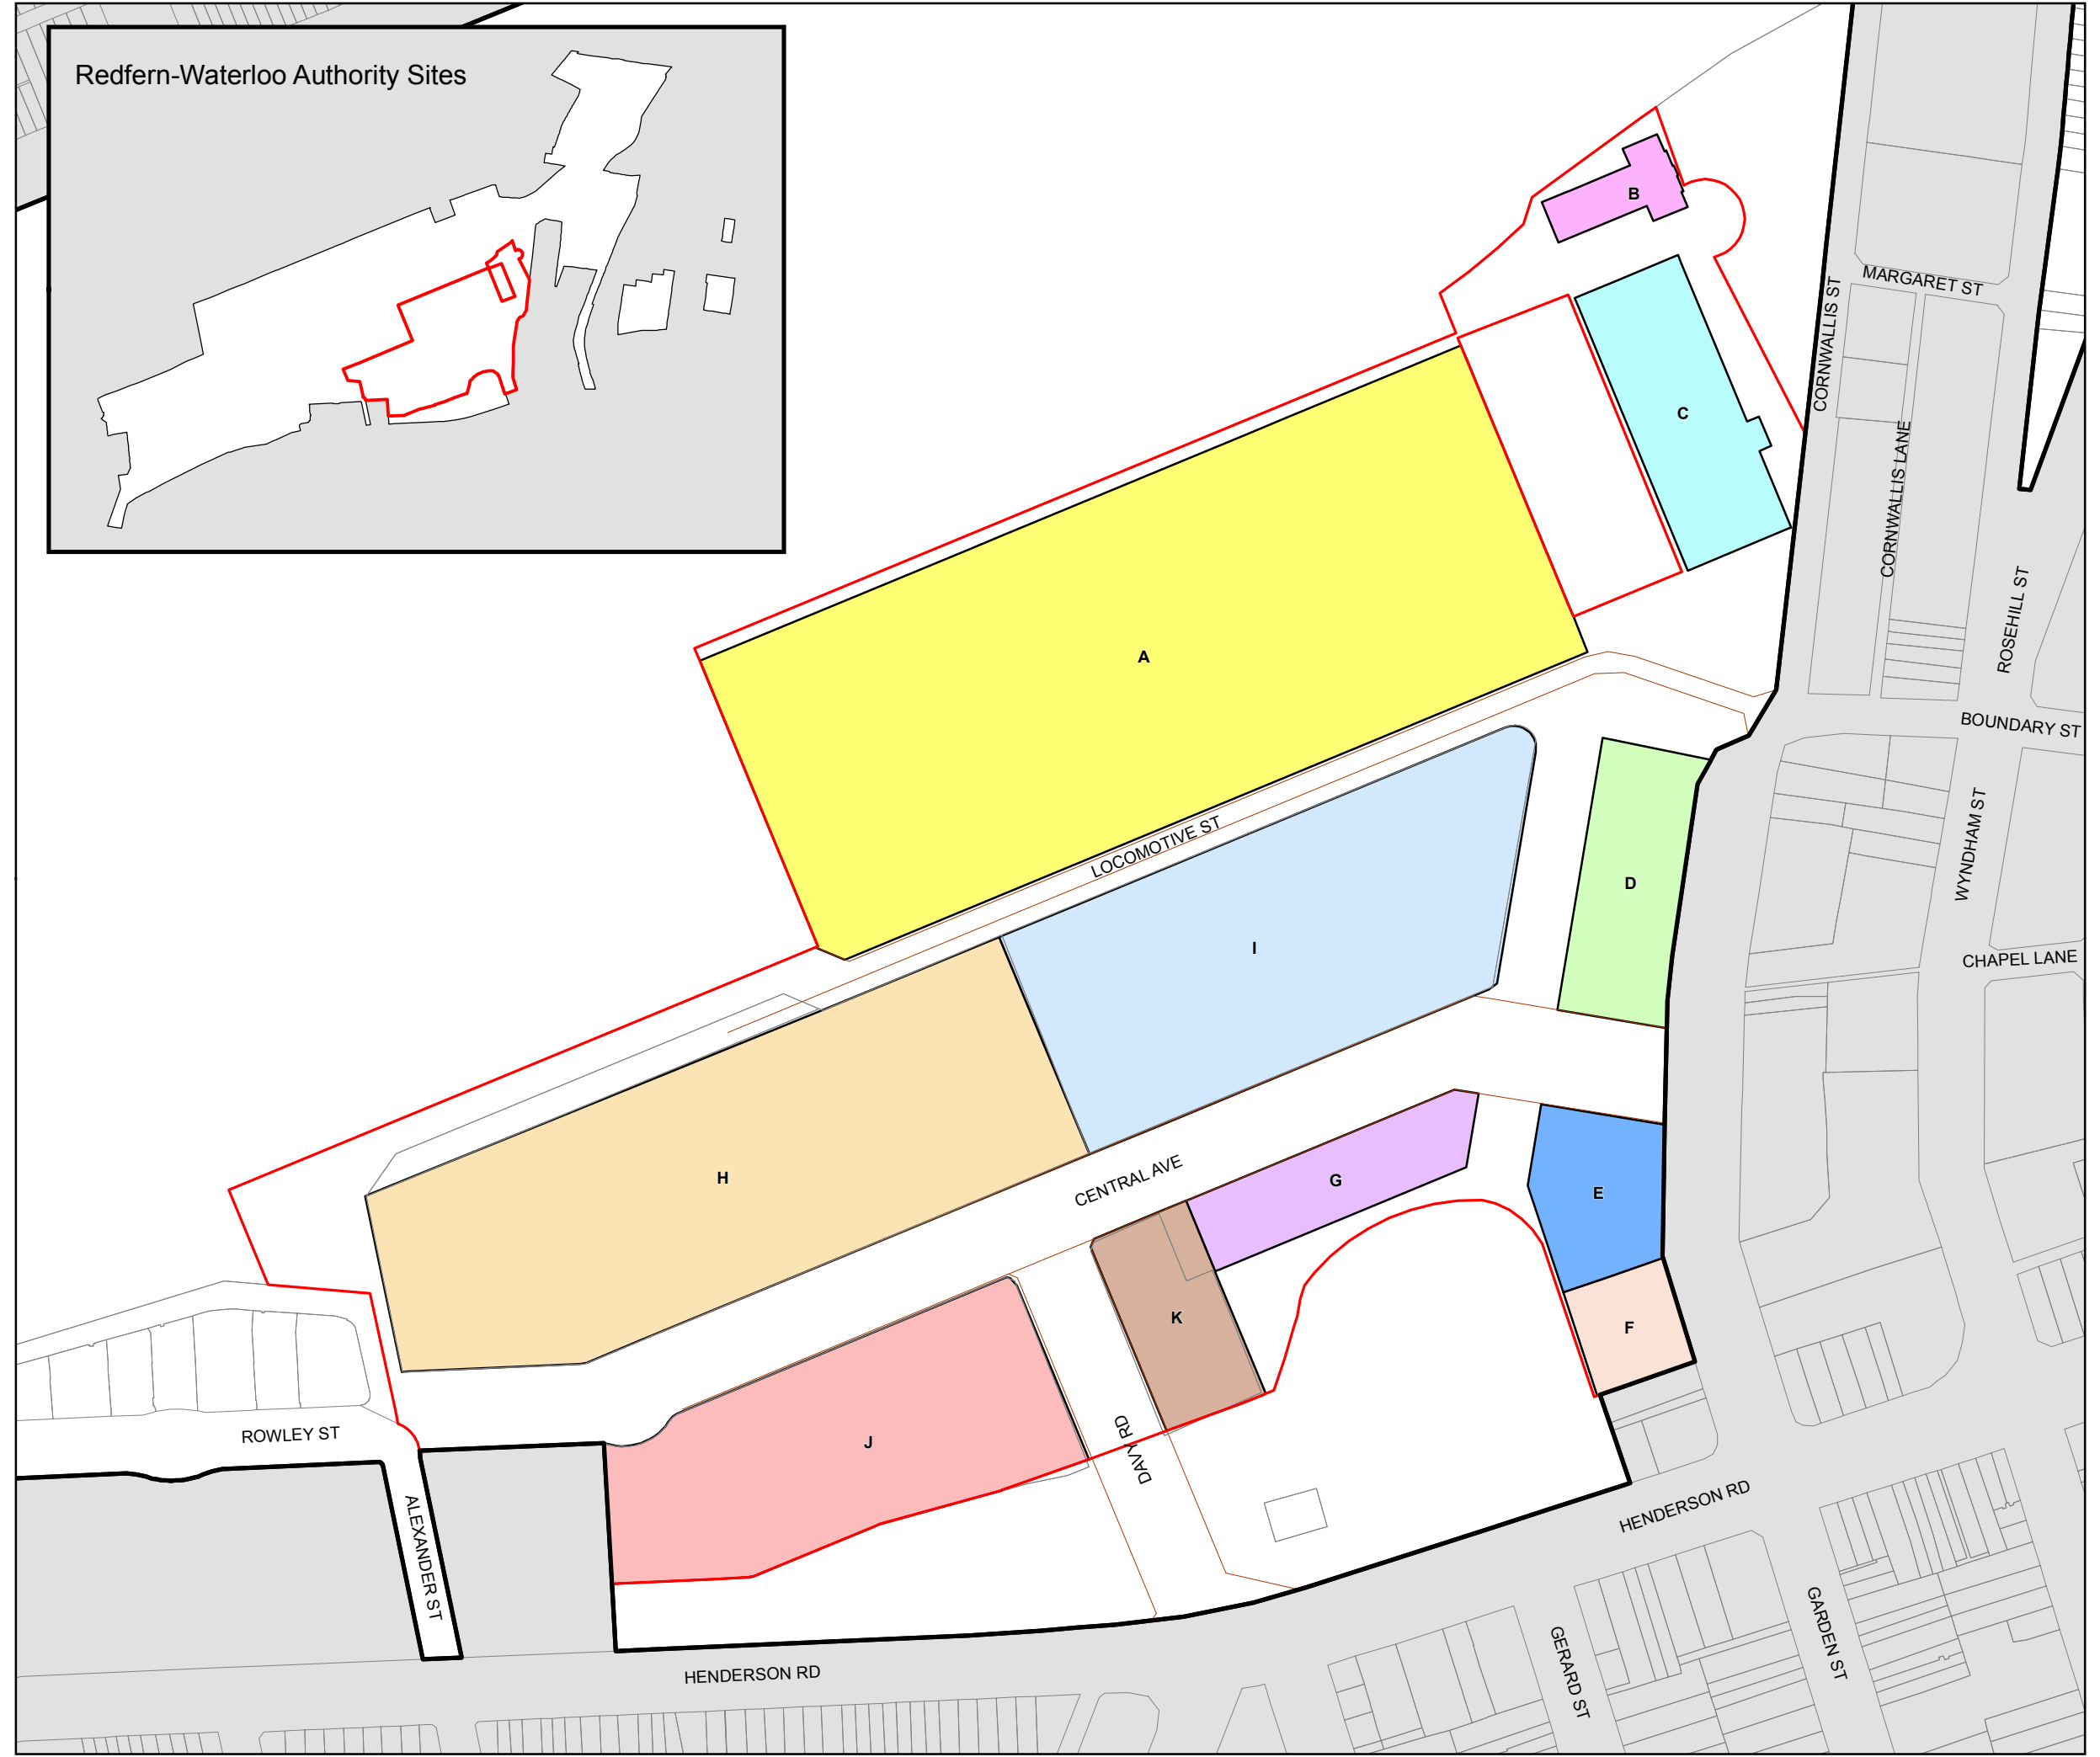 Redfern-Waterloo Authority Sites
B
MARGARET ST
CORNWALLIS ST
C
CORNWALLIS LANE
ROSEHILL ST
A
BOUNDARY ST
LOCOMOTIVE ST
WYNDHAM ST
D
I
CHAPEL LANE
CENTRAL AVE
H
G
E
K
F
ROWLEY ST
J
DAVY RD
ALEXANDER ST
HENDERSON RD
HENDERSON RD
GERARD ST
GARDEN ST